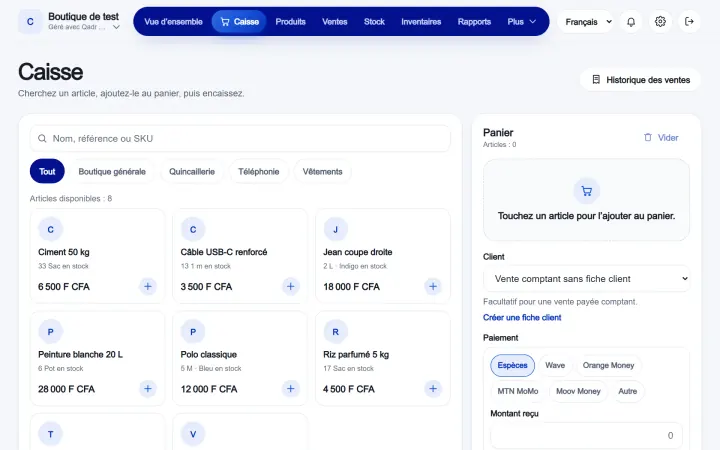 C
Boutique de test
Géré avec Qadr ...
Vue d'ensemble
Caisse
Produits
Ventes
Stock
Inventaires
Rapports
Plus
Français
Caisse
Cherchez un article, ajoutez-le au panier, puis encaissez.
Historique des ventes
Nom, référence ou SKU
Tout
Boutique générale
Quincaillerie
Téléphonie
Vêtements
Articles disponibles : 8
C
Ciment 50 kg
33 Sac en stock
6 500 F CFA
C
Câble USB-C renforcé
13 1 m en stock
3 500 F CFA
J
Jean coupe droite
2 L · Indigo en stock
18 000 F CFA
P
Peinture blanche 20 L
6 Pot en stock
28 000 F CFA
P
Polo classique
5 M · Bleu en stock
12 000 F CFA
R
Riz parfumé 5 kg
17 Sac en stock
4 500 F CFA
T
V
Panier
Articles : 0
Vider
Touchez un article pour l'ajouter au panier.
Client
Vente comptant sans fiche client
Facultatif pour une vente payée comptant.
Créer une fiche client
Paiement
Espèces
Wave
Orange Money
MTN MoMo
Moov Money
Autre
Montant reçu
0